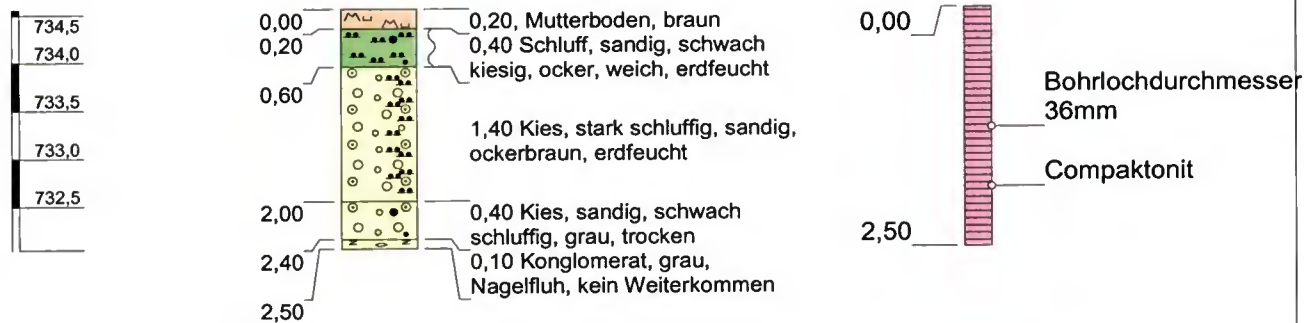 734,5
734,0
733,5
733,0
732,5
0,00
0,20
0,60
2,00
2,40
2,50
0,20, Mutterboden, braun
0,40 Schluff, sandig, schwach
kiesig, ocker, weich, erdfeucht
1,40 Kies, stark schluffig, sandig,
ockerbraun, erdfeucht
0,40 Kies, sandig, schwach
schluffig, grau, trocken
0,10 Konglomerat, grau,
Nagelfluh, kein Weiterkommen
0,00
2,50
Bohrlochdurchmesser
36mm
Compaktonit